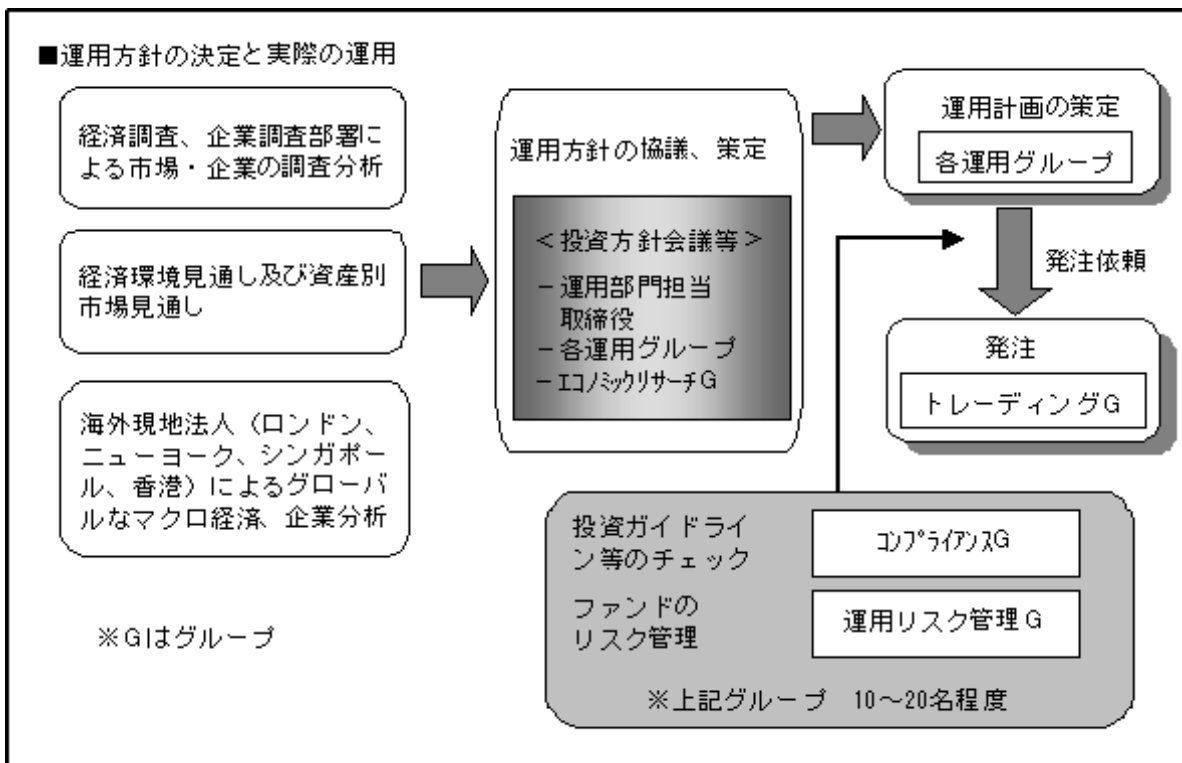 ■運用方針の決定と実際の運用
経済調査、企業調査部署に
よる市場・企業の調査分析
経済環境見通し及び資産別
市場見通し
海外現地法人（ロンドン、
ニューヨーク、シンガポー
ル、香港）によるグローバ
ルなマクロ経済、企業分析
※Gはグループ
運用方針の協議、策定
＜投資方針会議等＞
－運用部門担当
取締役
－各運用グループ
－ｴｺﾉﾐｯｸﾘｻｰﾁG
運用計画の策定
各運用グループ
発注依頼
発注
トレーディングG
投資ガイドライ
ン等のチェック
ｺﾝﾌﾟﾗｲｱﾝｽG
ファンドの
リスク管理
運用リスク管理G
※上記グループ　10～20名程度